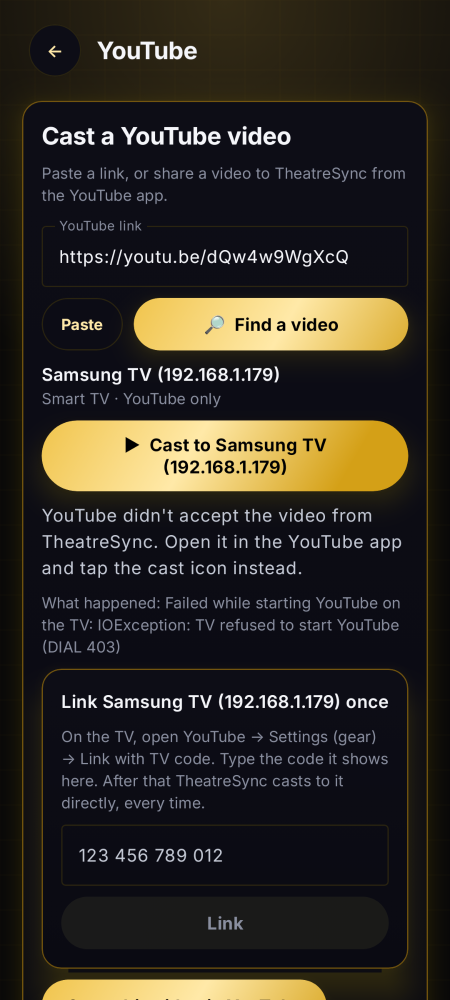 ← YouTube
Cast a YouTube video
Paste a link, or share a video to TheatreSync from
the YouTube app.
YouTube link
https://youtu.be/dQw4w9WgXcQ
Paste
🔎 Find a video
Samsung TV (192.168.1.179)
Smart TV · YouTube only
▶ Cast to Samsung TV
(192.168.1.179)
YouTube didn't accept the video from
TheatreSync. Open it in the YouTube app
and tap the cast icon instead.
What happened: Failed while starting YouTube on
the TV: IOException: TV refused to start YouTube
(DIAL 403)
Link Samsung TV (192.168.1.179) once
On the TV, open YouTube → Settings (gear)
→ Link with TV code. Type the code it shows
here. After that TheatreSync casts to it
directly, every time.
123 456 789 012
Link